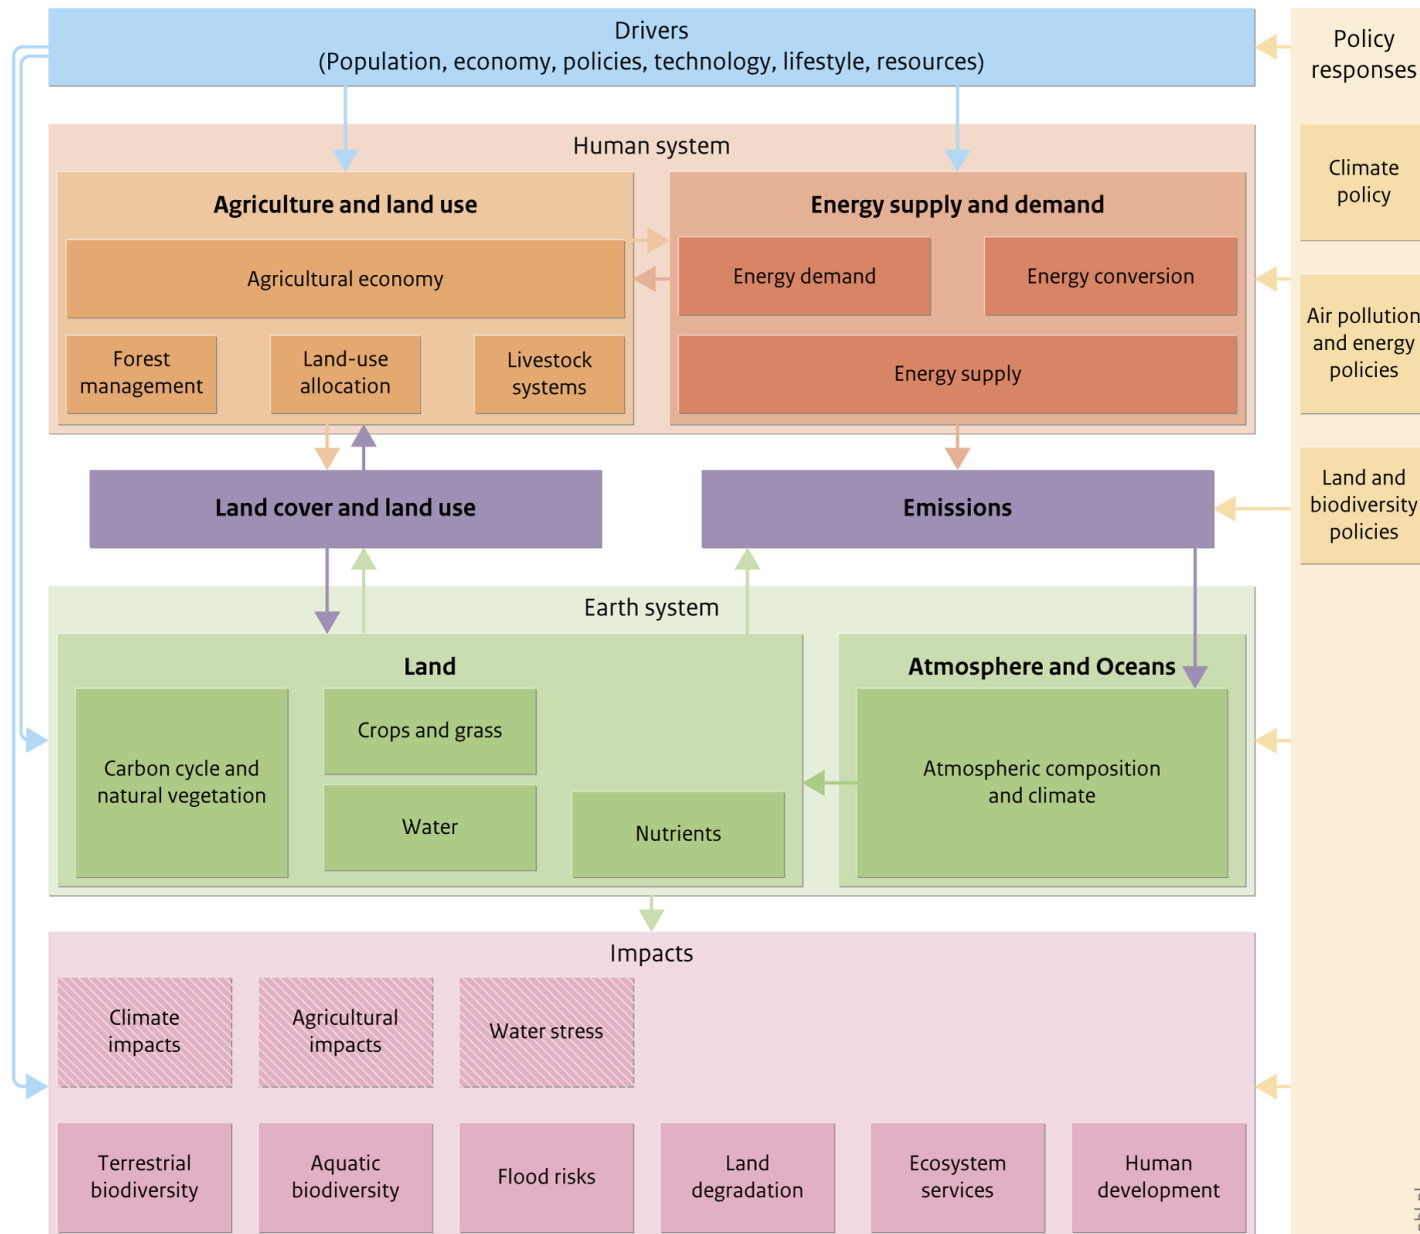 Drivers
(Population, economy, policies, technology, lifestyle, resources)
Policy
responses
Human system
Climate
policy
Agriculture and land use
Energy supply and demand
Agricultural economy
Energy demand
Energy conversion
Air pollution
and energy
policies
Forest
management
Land-use
allocation
Livestock
systems
Energy supply
Land cover and land use
Emissions
Land and
biodiversity
policies
Earth system
Land
Atmosphere and Oceans
Carbon cycle and
natural vegetation
Crops and grass
Water
Nutrients
Atmospheric composition
and climate
Impacts
Climate
impacts
Agricultural
impacts
Water stress
Terrestrial
biodiversity
Aquatic
biodiversity
Flood risks
Land
degradation
Ecosystem
services
Human
development